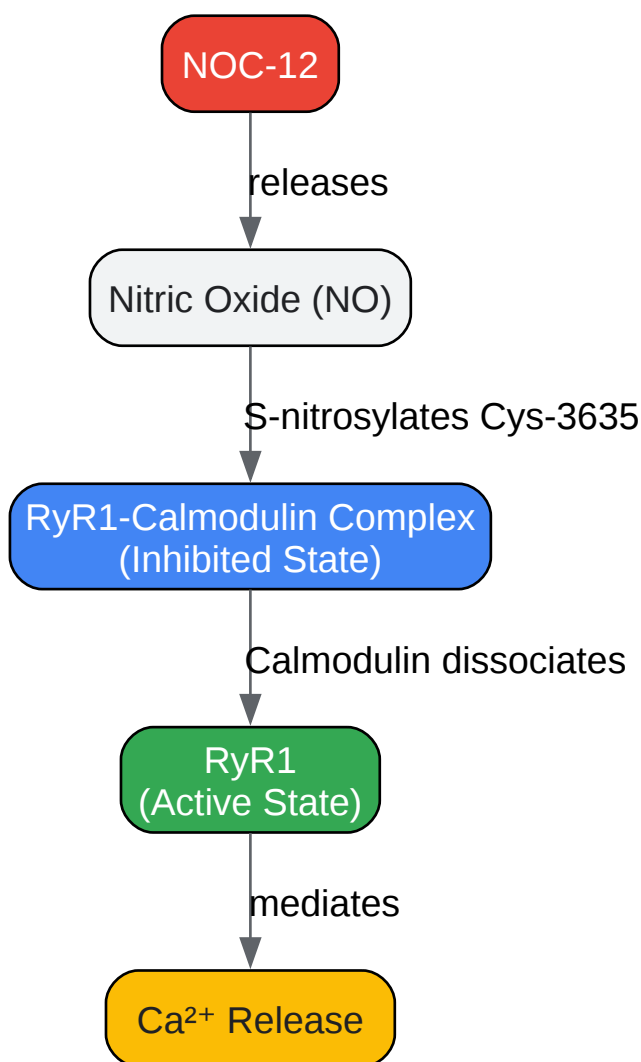 NOC-12
releases
Nitric Oxide (NO)
S-nitrosylates Cys-3635
RyR1-Calmodulin Complex
(Inhibited State)
Calmodulin dissociates
RyR1
(Active State)
mediates
Ca²⁺ Release